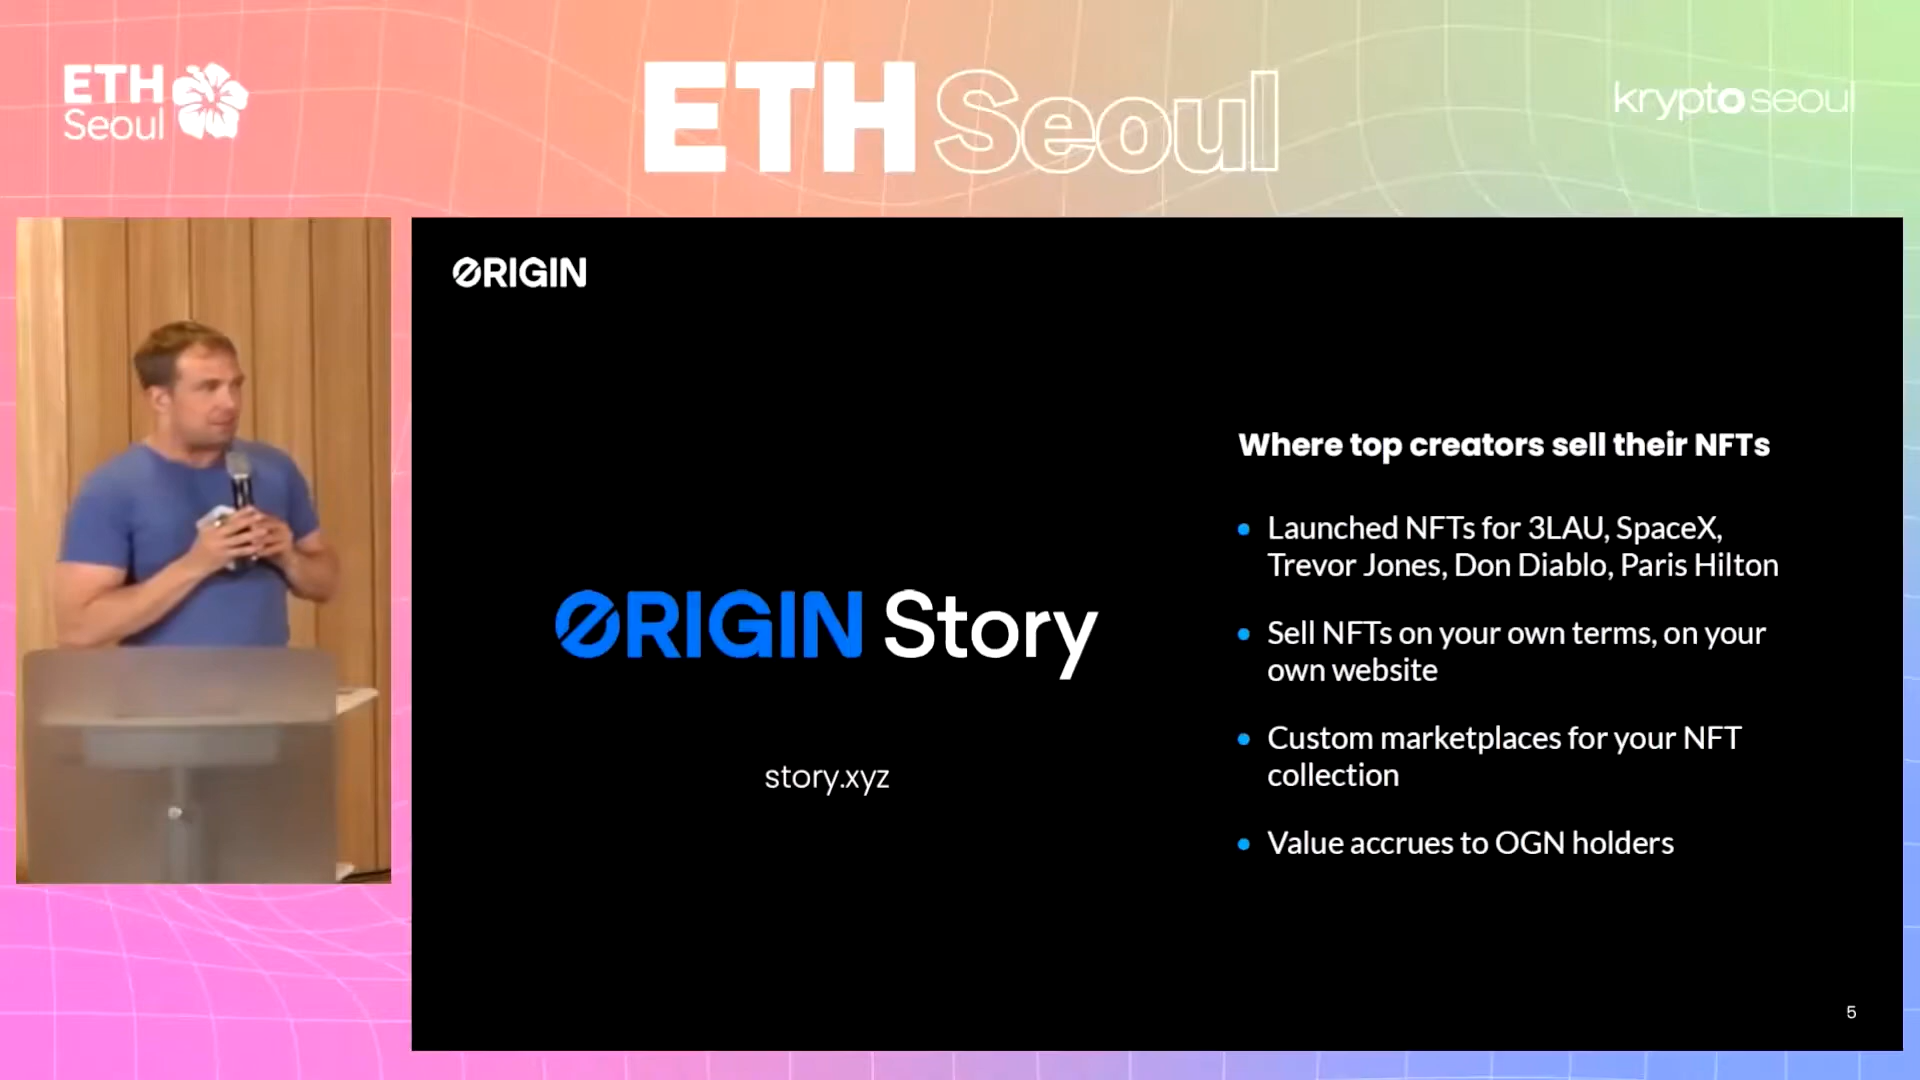 ETH
Seoul
ETH Seoul
kryptoseoul
ORIGIN
ORIGIN Story
story.xyz
Where top creators sell their NFTs
Launched NFTs for 3LAU, SpaceX,
Trevor Jones, Don Diablo, Paris Hilton
Sell NFTs on your own terms, on your
own website
Custom marketplaces for your NFT
collection
Value accrues to OGN holders
5